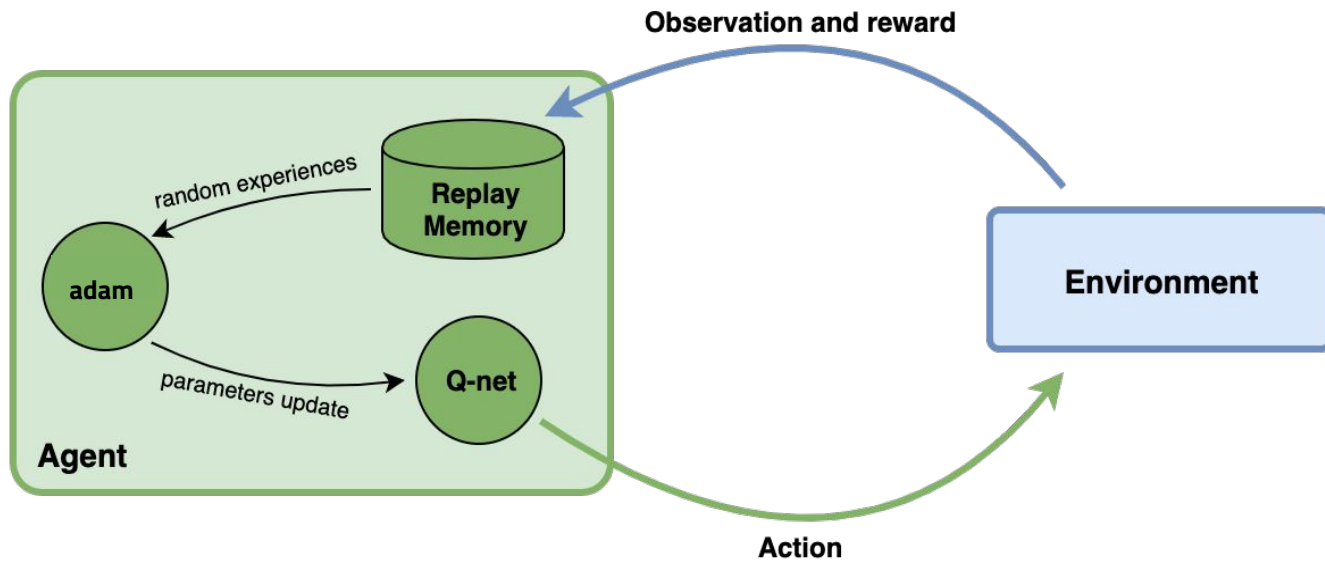 Observation and reward
random experiences
Replay
Memory
adam
Environment
Q-net
parameters update
Agent
Action